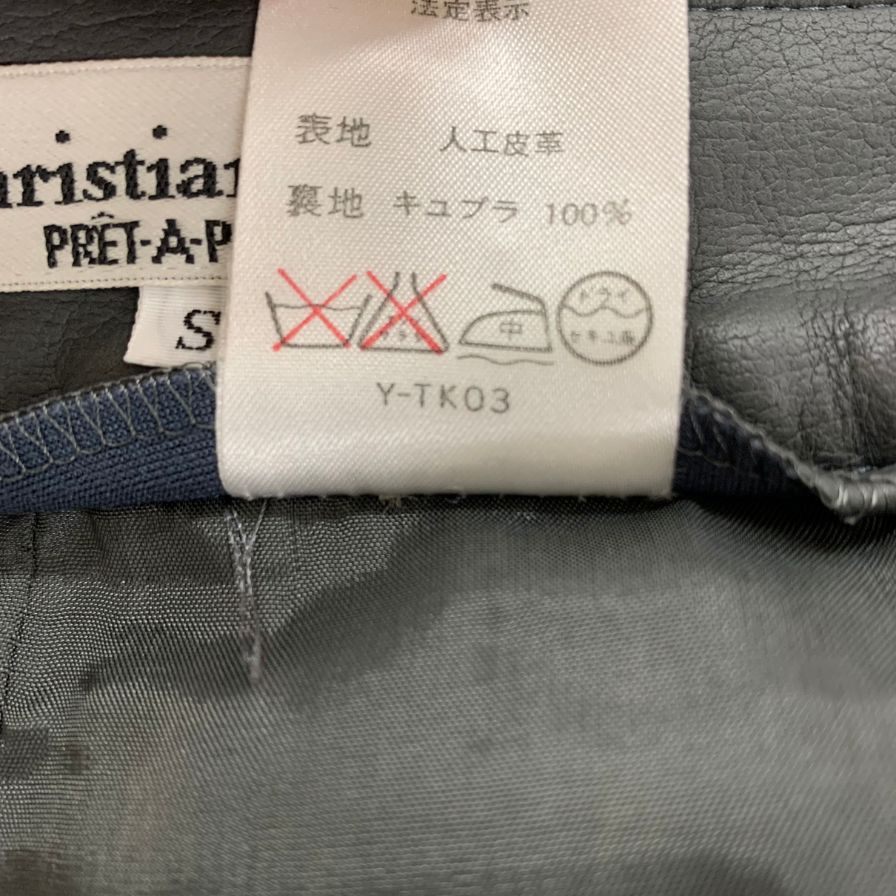 法定表示
表地 人工皮革
裏地 キュプラ 100%
中
ドライ
セキユ系
Y-TK03
ristian
PRÊT-A-P
S